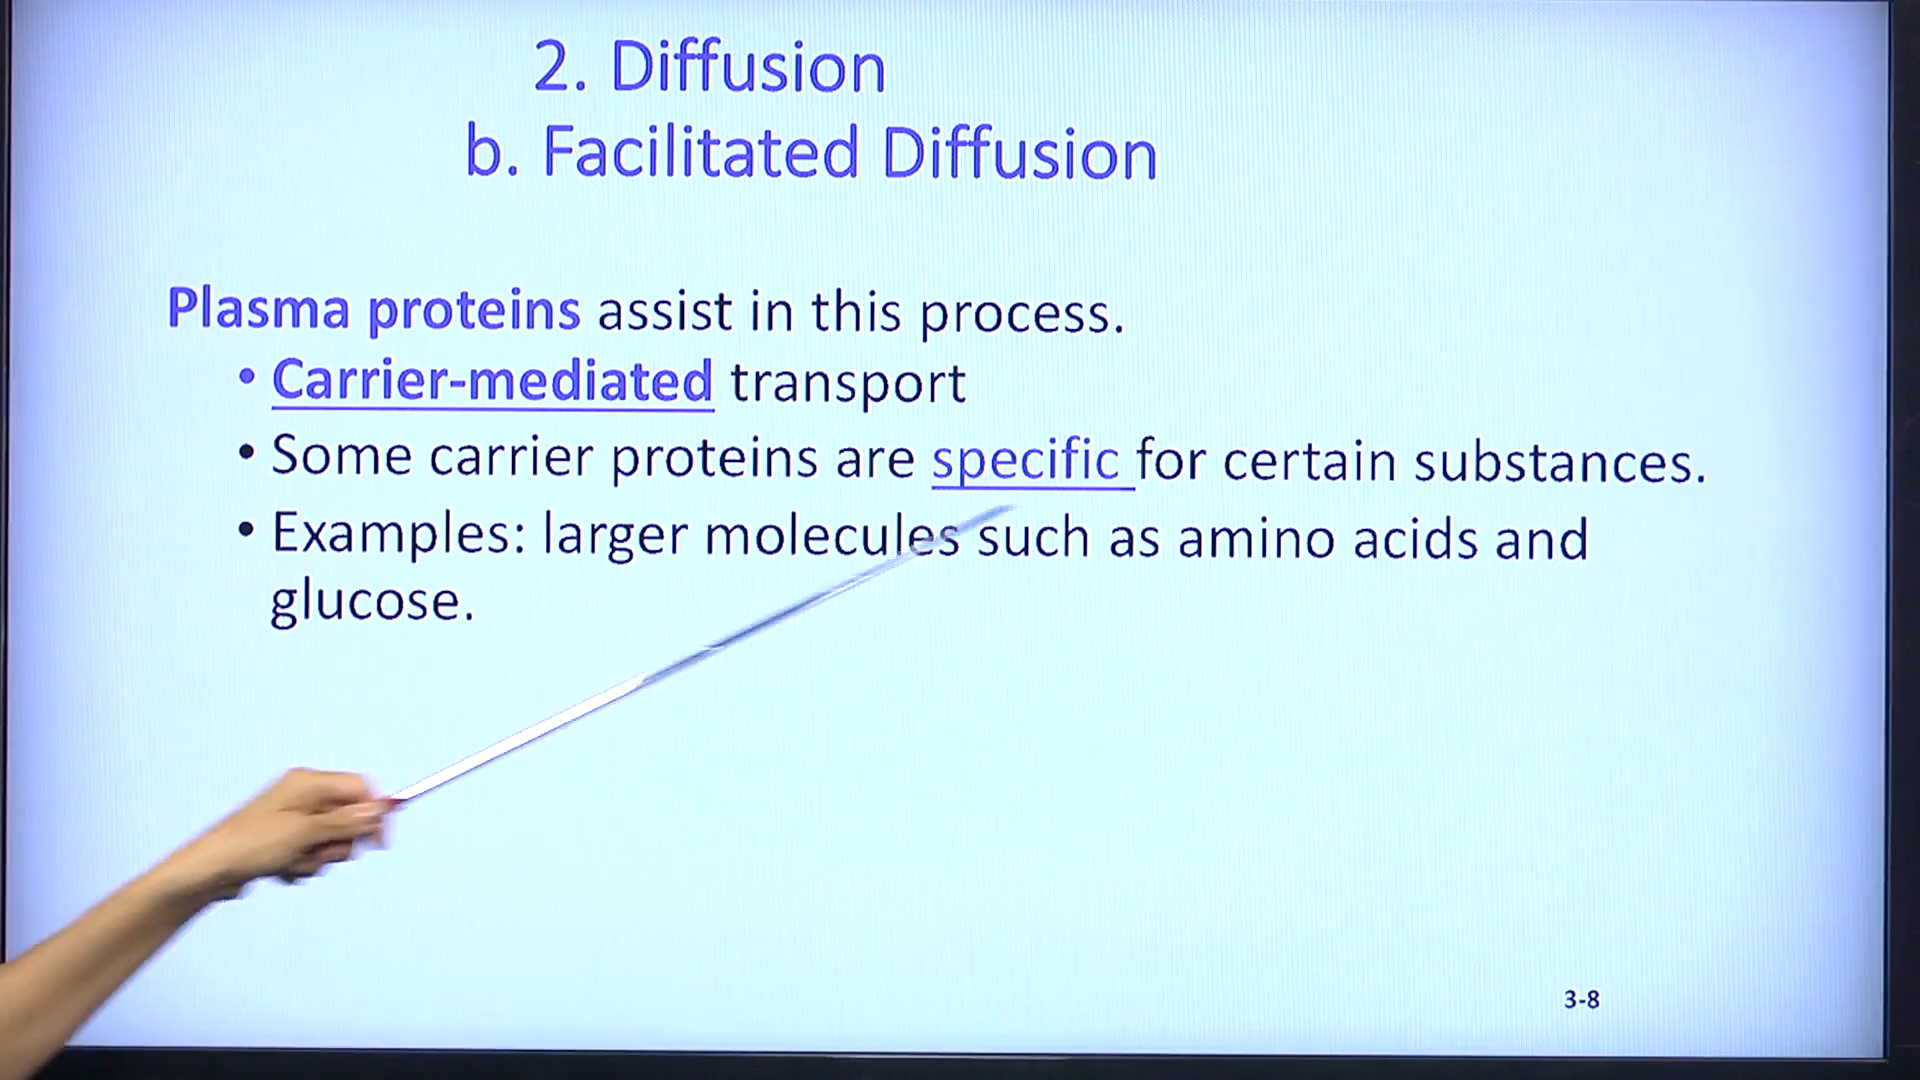 2. Diffusion
b. Facilitated Diffusion
Plasma proteins assist in this process.
• Carrier-mediated transport
• Some carrier proteins are specific for certain substances.
• Examples: larger molecules such as amino acids and
glucose.
3-8